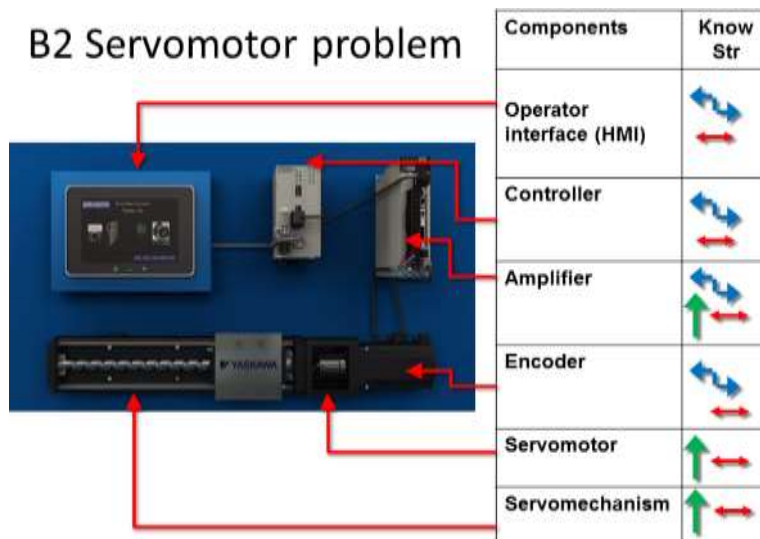 B2 Servomotor problem
Components
Know
Str
Operator
interface (HMI)
Controller
Amplifier
Encoder
Servomotor
Servomechanism
YASKAWA